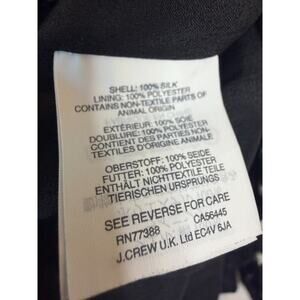 SHELL: 100% SILK
LINING: 100% POLYESTER
CONTAINS NON-TEXTILE PARTS OF
ANIMAL ORIGIN
EXTÉRIEUR: 100% SOIE
DOUBLURE: 100% POLYESTER
CONTIENT DES PARTIES NON-
TEXTILES D'ORIGINE ANIMALE
OBERSTOFF: 100% SEIDE
FUTTER: 100% POLYESTER
ENTHÄLT NICHTTEXTILE TEILE
TIERISCHEN URSPRUNGS
SEE REVERSE FOR CARE
RN77388 CA56445
J.CREW U.K. Ltd EC4V 6JA